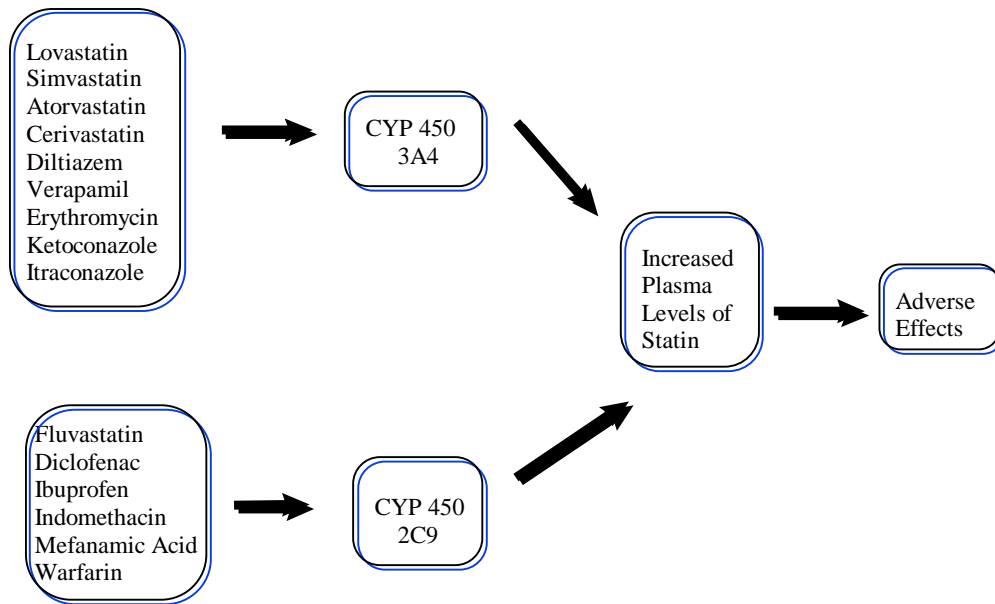 Lovastatin
Simvastatin
Atorvastatin
Cerivastatin
Diltiazem
Verapamil
Erythromycin
Ketoconazole
Itraconazole
CYP 450
3A4
Increased
Plasma
Levels of
Statin
Adverse
Effects
Fluvastatin
Diclofenac
Ibuprofen
Indomethacin
Mefanamic Acid
Warfarin
CYP 450
2C9